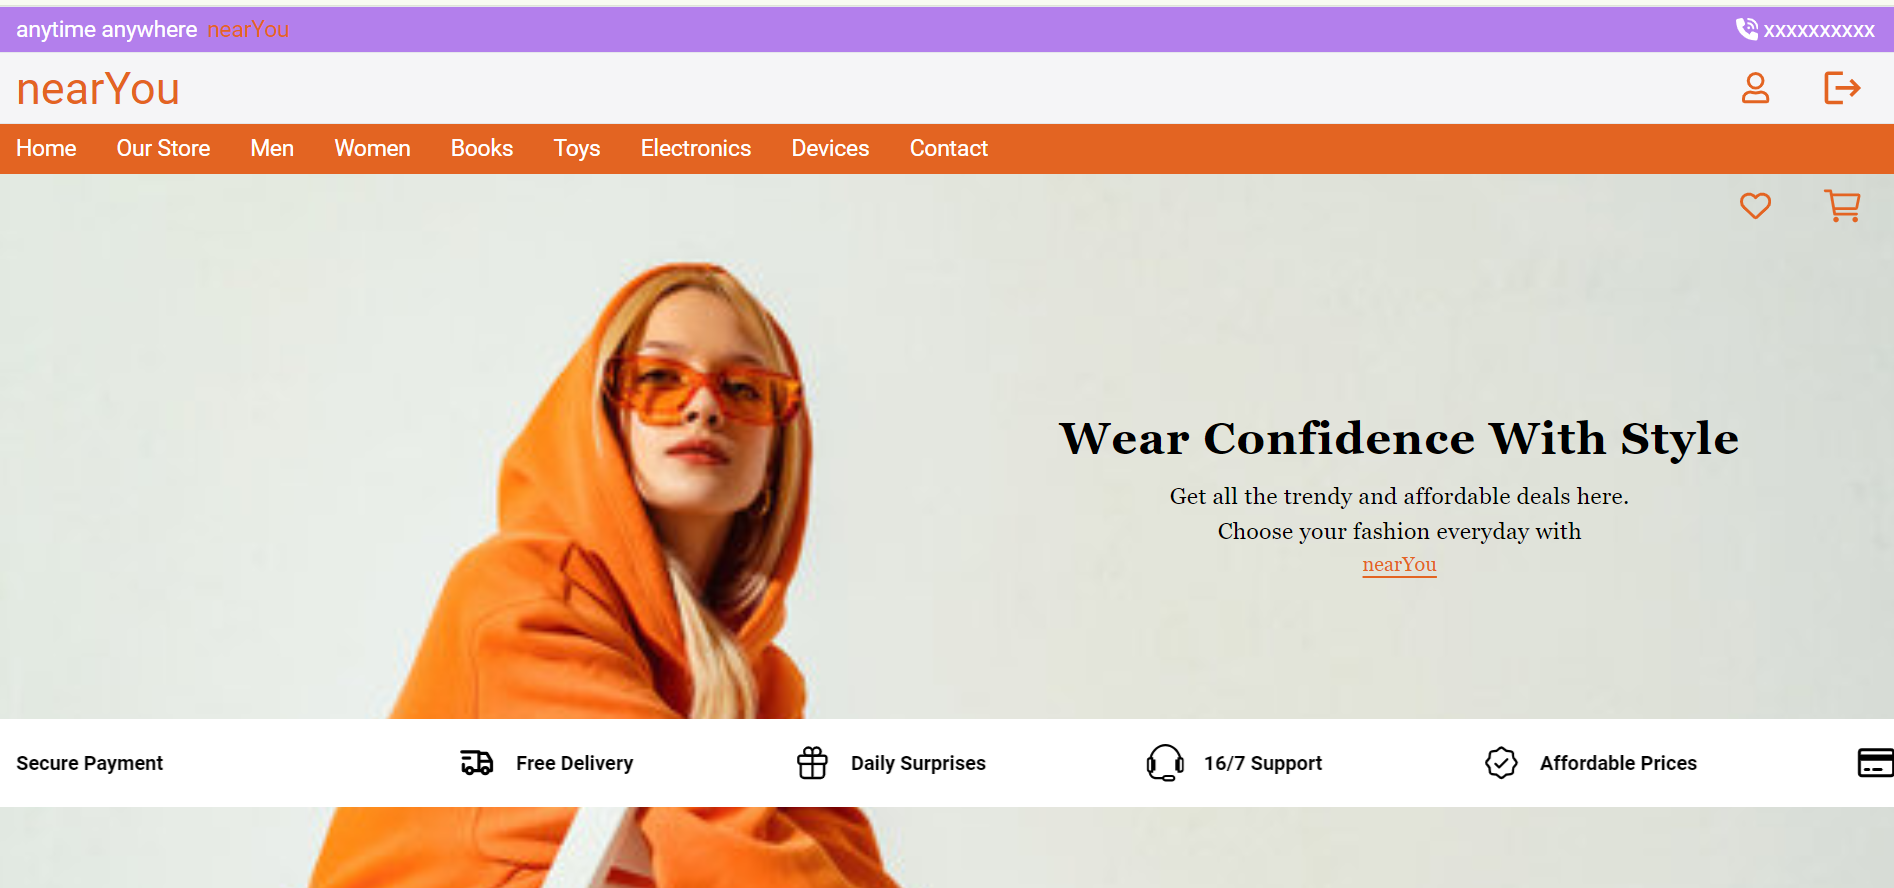 anytime anywhere nearYou
xxxxxxxxxx
nearYou
Home Our Store Men Women Books Toys Electronics Devices Contact
Wear Confidence With Style
Get all the trendy and affordable deals here.
Choose your fashion everyday with
nearYou
Secure Payment Free Delivery Daily Surprises 16/7 Support Affordable Prices